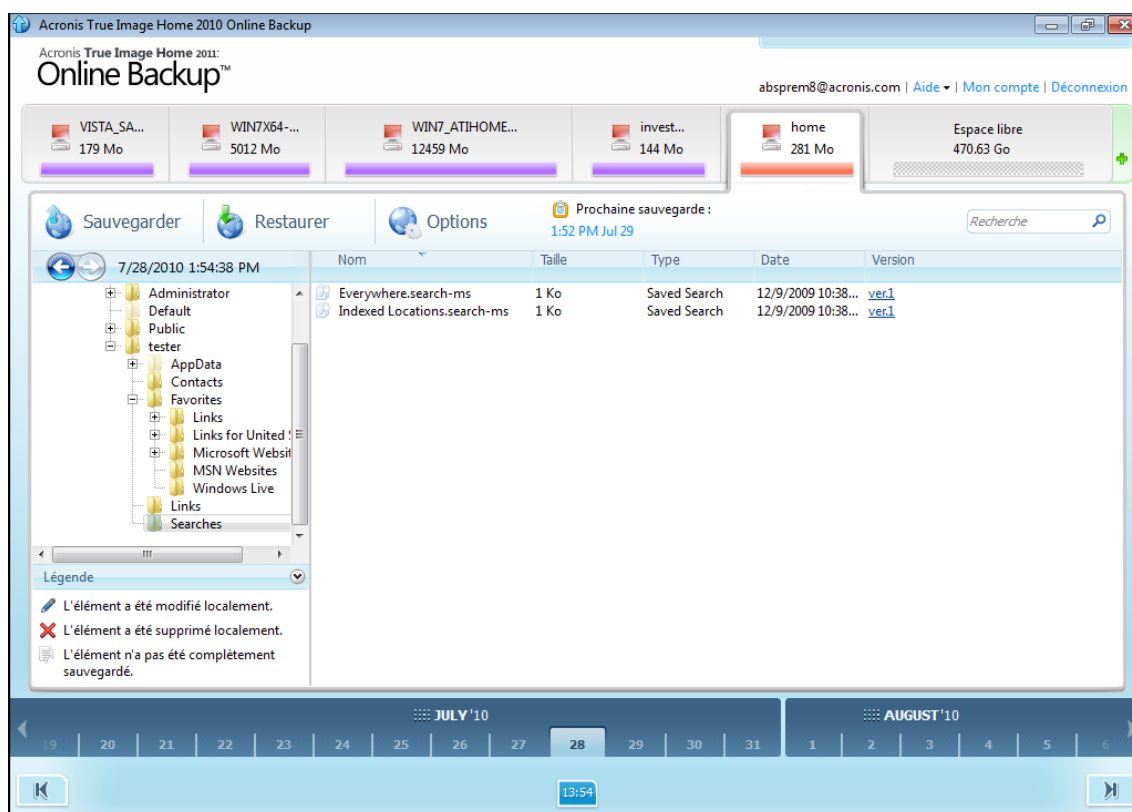 Acronis True Image Home 2010 Online Backup
Acronis True Image Home 2011:
Online Backup™
absprem8@acronis.com | Aide | Mon compte | Déconnexion
VISTA_SA...
179 Mo
WIN7X64-...
5012 Mo
WIN7_ATIHOME...
12459 Mo
invest...
144 Mo
home
281 Mo
Espace libre
470.63 Go
Sauvegarder
Restaurer
Options
Prochaine sauvegarde :
1:52 PM Jul 29
Recherche
7/28/2010 1:54:38 PM
Nom Taille Type Date Version
Everywhere.search-ms 1 Ko Saved Search 12/9/2009 10:38... ver.1
Indexed Locations.search-ms 1 Ko Saved Search 12/9/2009 10:38... ver.1
Administrator
Default
Public
tester
AppData
Contacts
Favorites
Links
Links for United
Microsoft Websit
MSN Websites
Windows Live
Links
Searches
Légende
L'élément a été modifié localement.
L'élément a été supprimé localement.
L'élément n'a pas été complètement
sauvegardé.
JULY '10 AUGUST '10
19 20 21 22 23 24 25 26 27 28 29 30 31 1 2 3 4 5 6
13:54